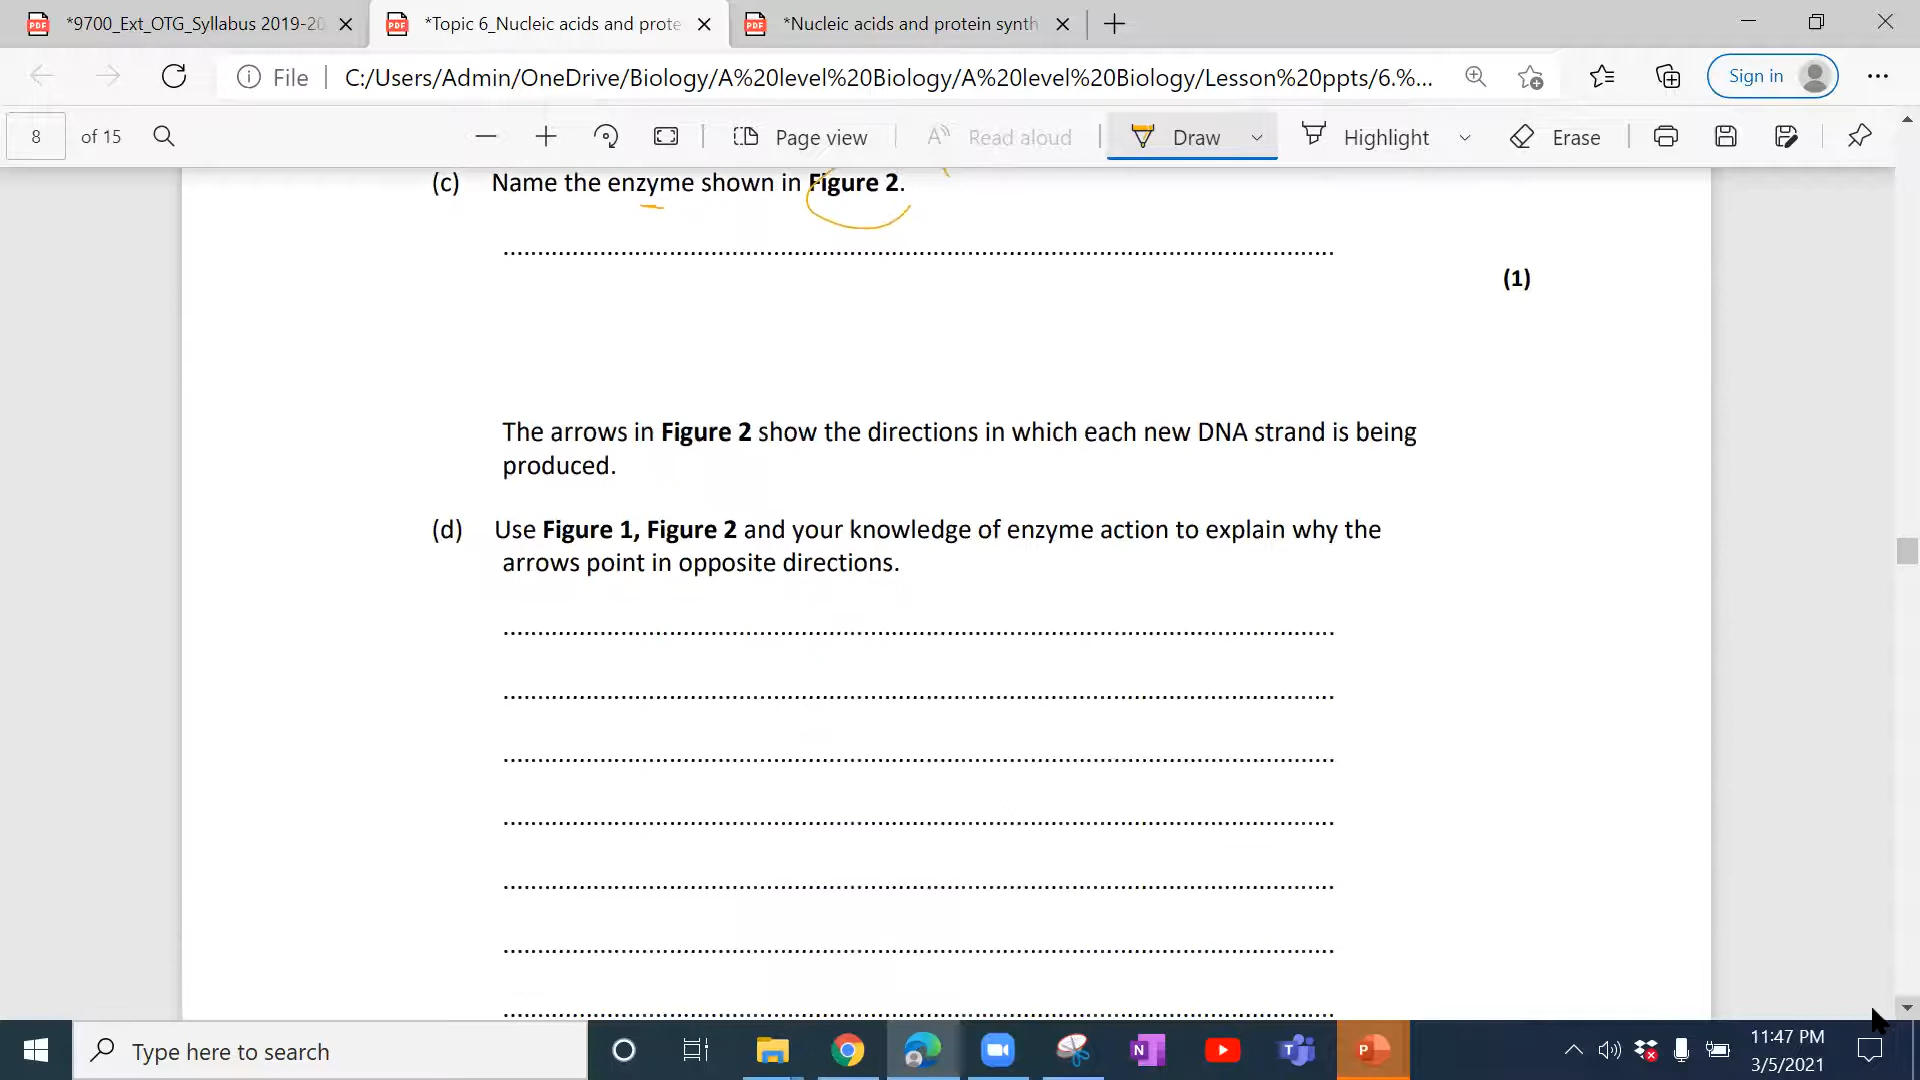 *9700_Ext_OTG_Syllabus 2019-20
*Topic 6_Nucleic acids and prote
*Nucleic acids and protein synth
File
C:/Users/Admin/OneDrive/Biology/A%20level%20Biology/A%20level%20Biology/Lesson%20ppts/6.%...
Sign in
8 of 15
Page view
Read aloud
Draw
Highlight
Erase
(c) Name the enzyme shown in Figure 2.
(1)
The arrows in Figure 2 show the directions in which each new DNA strand is being
produced.
(d) Use Figure 1, Figure 2 and your knowledge of enzyme action to explain why the
arrows point in opposite directions.
Type here to search
11:47 PM
3/5/2021